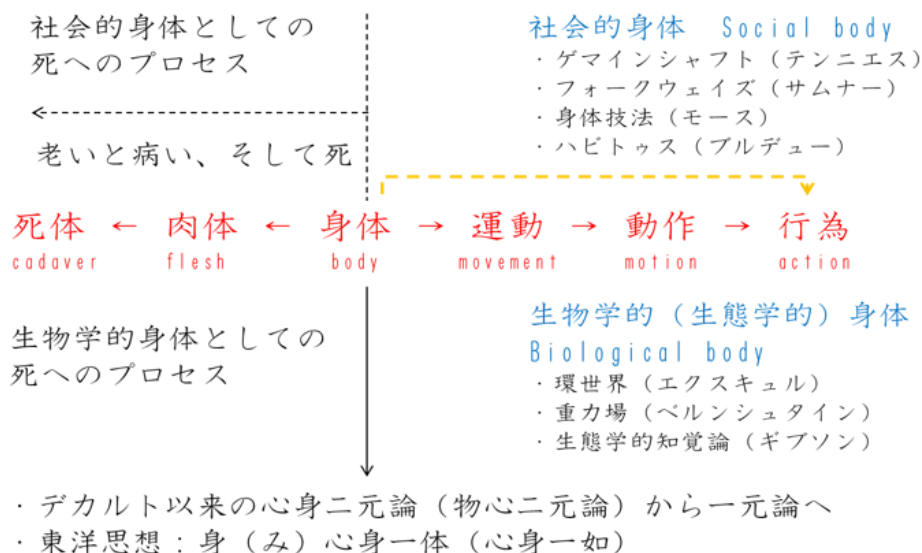 社会的身体としての
死へのプロセス
老いと病い、そして死
社会的身体 Social body
・ゲマインシャフト（テンニエス）
・フォークウェイズ（サムナー）
・身体技法（モース）
・ハビトゥス（ブルデュー）
死体 ← 肉体 ← 身体 → 運動 → 動作 → 行為
cadaver flesh body movement motion action
生物学的身体としての
死へのプロセス
生物学的（生態学的）身体
Biological body
・環世界（エクスキュル）
・重力場（ベルンシュタイン）
・生態学的知覚論（ギブソン）
・デカルト以来の心身二元論（物心二元論）から一元論へ
・東洋思想：身（み）心身一体（心身一如）